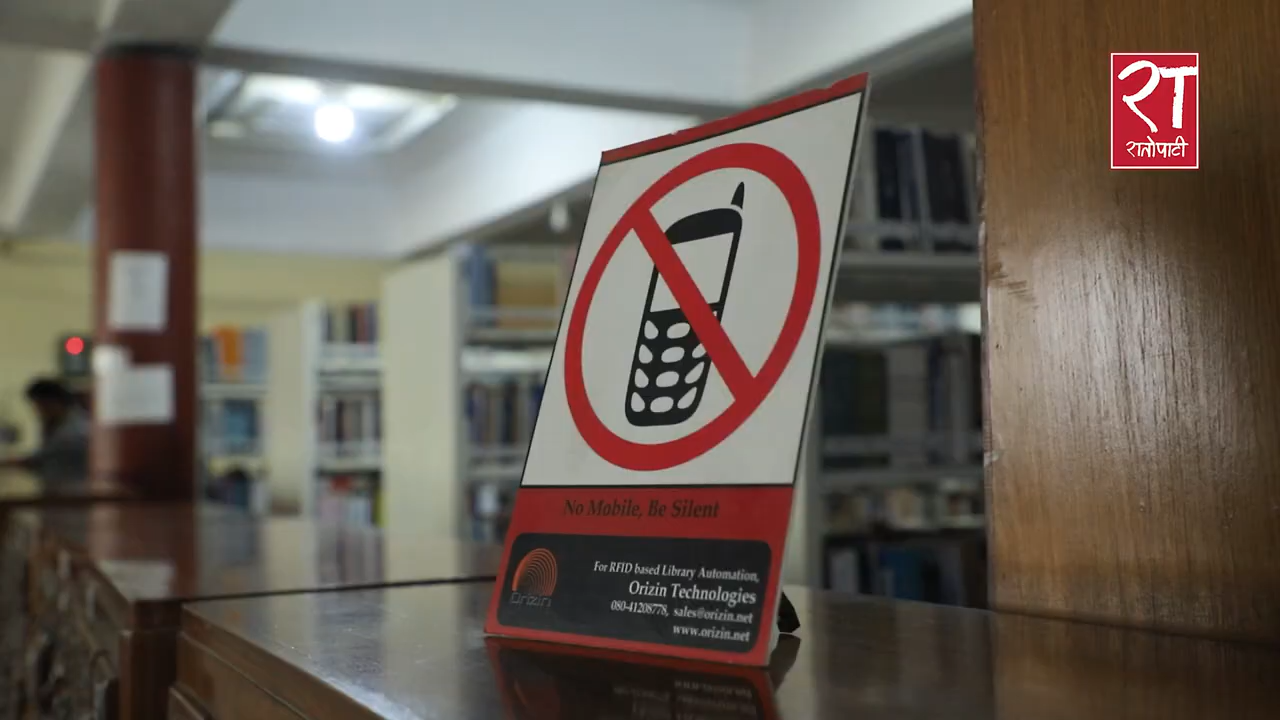 रा
रातोपाटी
No Mobile, Be Silent
For RFID based Library Automation,
Orizin Technologies
080-41208778, sales@orizin.net
www.orizin.net
Orizin